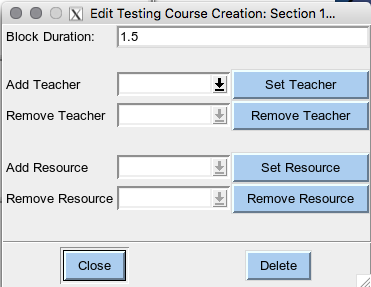 Edit Testing Course Creation: Section 1...
Block Duration: 1.5
Add Teacher Set Teacher
Remove Teacher Remove Teacher
Add Resource Set Resource
Remove Resource Remove Resource
Close Delete